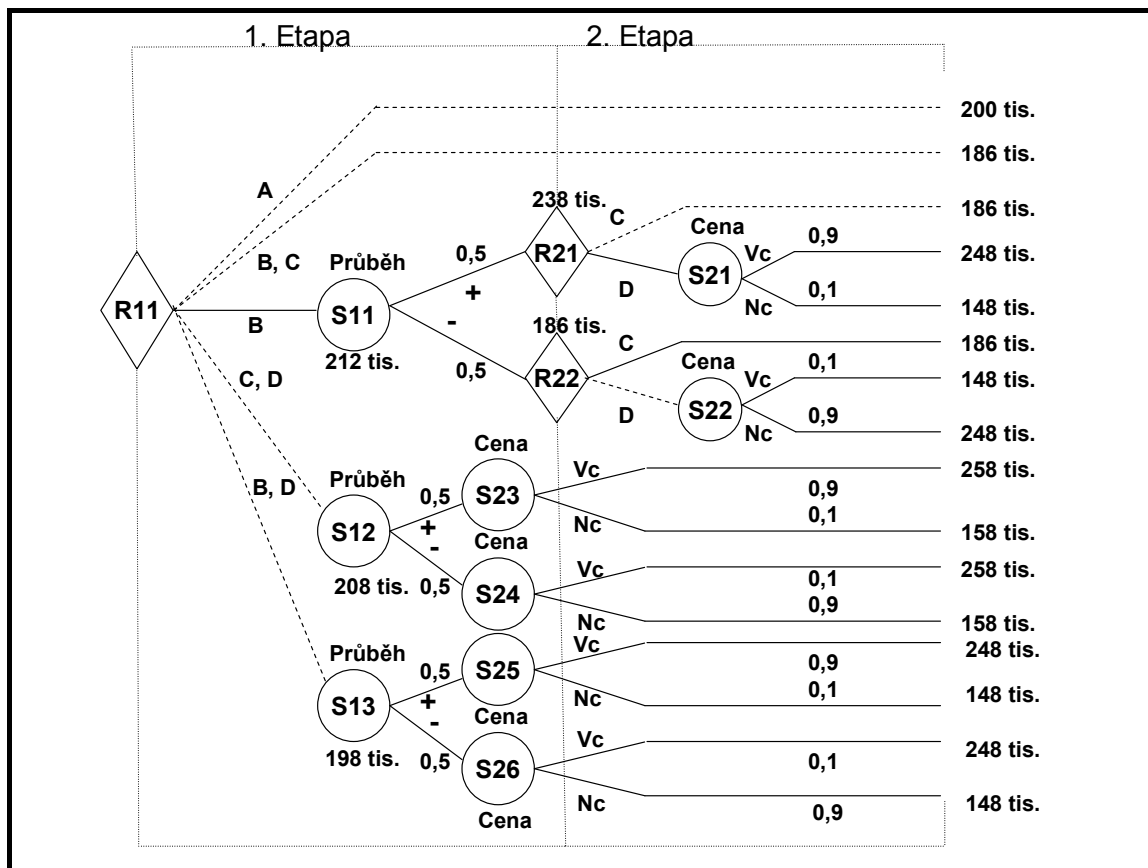 1. Etapa
2. Etapa
200 tis.
186 tis.
A
238 tis.
C
186 tis.
Cena
0,9
B, C
Průběh
0,5
R21
Vc
248 tis.
S21
+
D
0,1
R11
S11
Nc
148 tis.
B
-
186 tis.
C
186 tis.
212 tis.
Cena
0,1
0,5
R22
Vc
148 tis.
C, D
S22
D
0,9
Nc
248 tis.
Cena
Vc
258 tis.
Průběh
B, D
0,5
S23
0,9
0,1
+
Nc
S12
-
Cena
158 tis.
Vc
258 tis.
208 tis.
0,5
S24
0,1
0,9
Nc
158 tis.
Průběh
Vc
248 tis.
0,5
S25
0,9
0,1
+
Nc
148 tis.
S13
-
Cena
Vc
248 tis.
198 tis.
0,5
S26
0,1
Nc
148 tis.
Cena
0,9